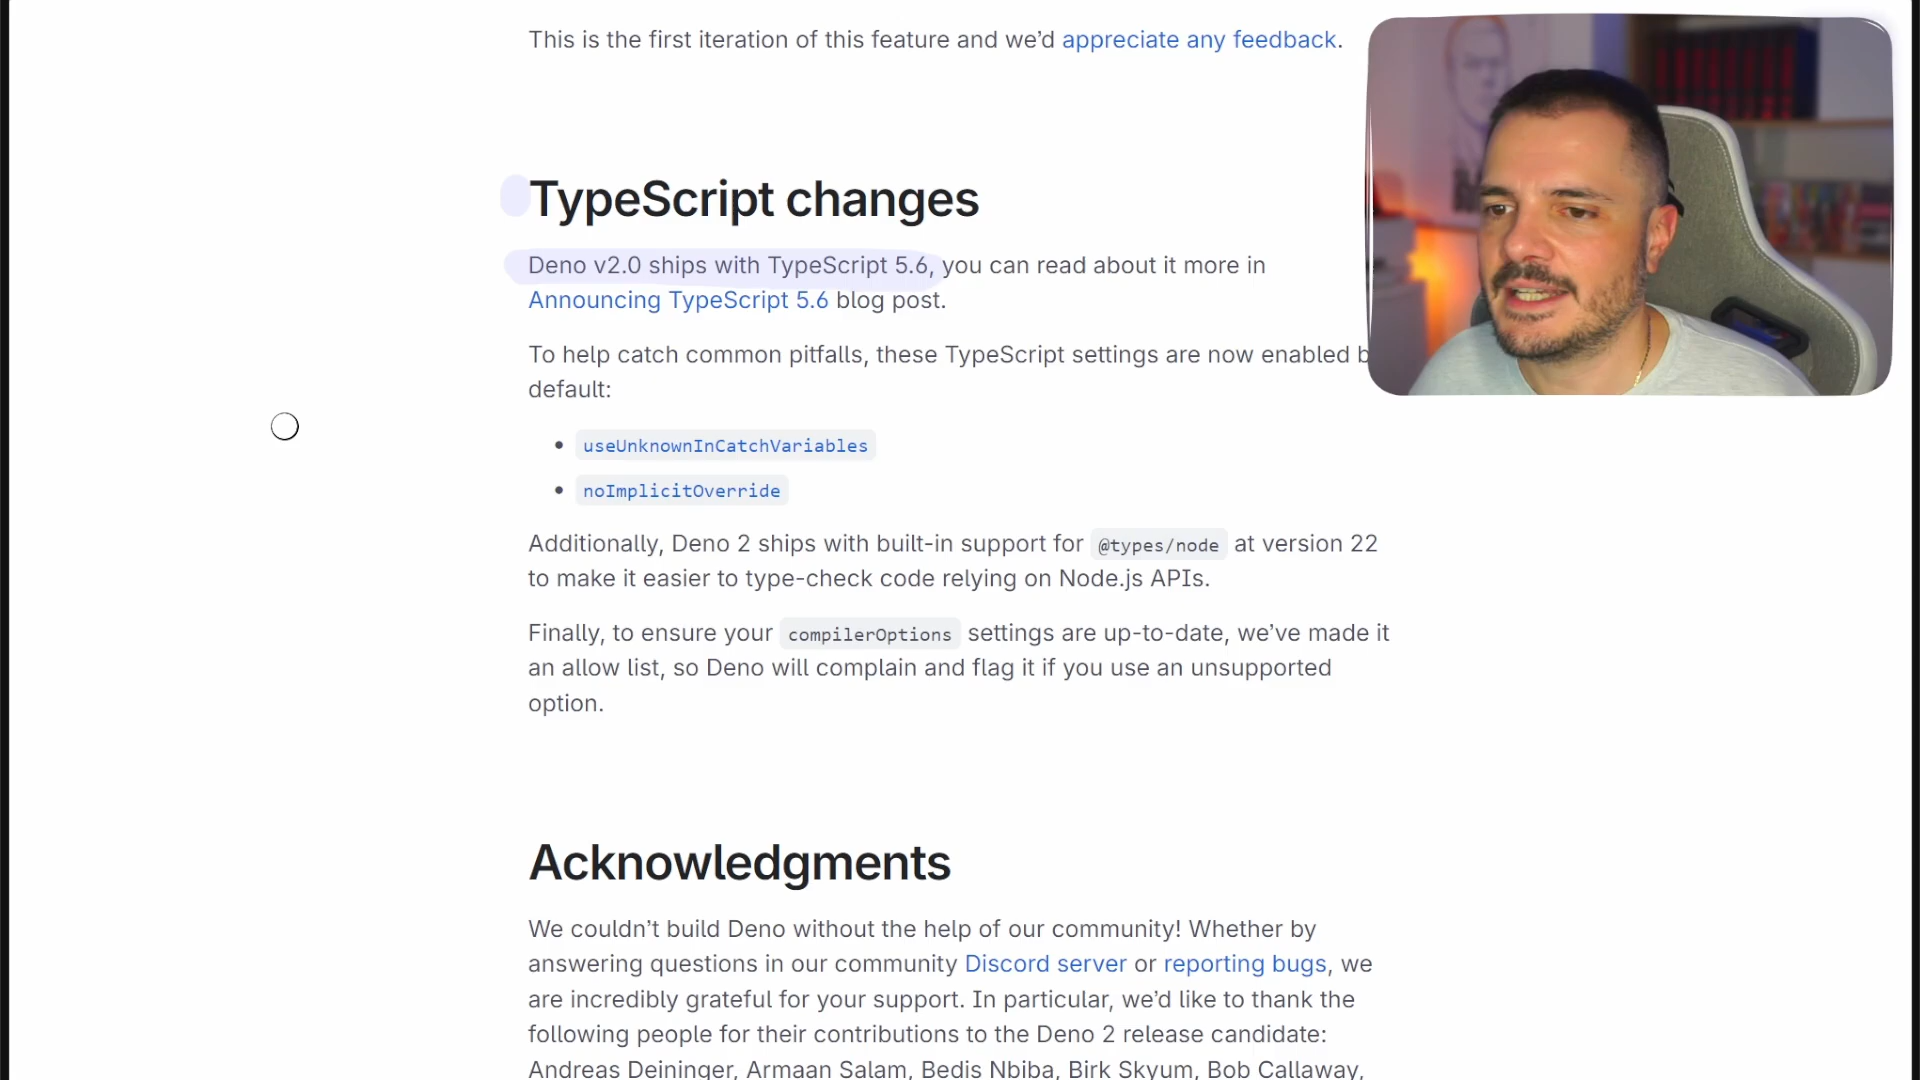 This is the first iteration of this feature and we’d appreciate any feedback.
TypeScript changes
Deno v2.0 ships with TypeScript 5.6, you can read about it more in
Announcing TypeScript 5.6 blog post.
To help catch common pitfalls, these TypeScript settings are now enabled
default:
• useUnknownInCatchVariables
• noImplicitOverride
Additionally, Deno 2 ships with built-in support for @types/node at version 22
to make it easier to type-check code relying on Node.js APIs.
Finally, to ensure your compilerOptions settings are up-to-date, we’ve made it
an allow list, so Deno will complain and flag it if you use an unsupported
option.
Acknowledgments
We couldn’t build Deno without the help of our community! Whether by
answering questions in our community Discord server or reporting bugs, we
are incredibly grateful for your support. In particular, we’d like to thank the
following people for their contributions to the Deno 2 release candidate:
Andreas Deininger, Armaan Salam, Bedis Nbiba, Birk Skyum, Bob Callaway,